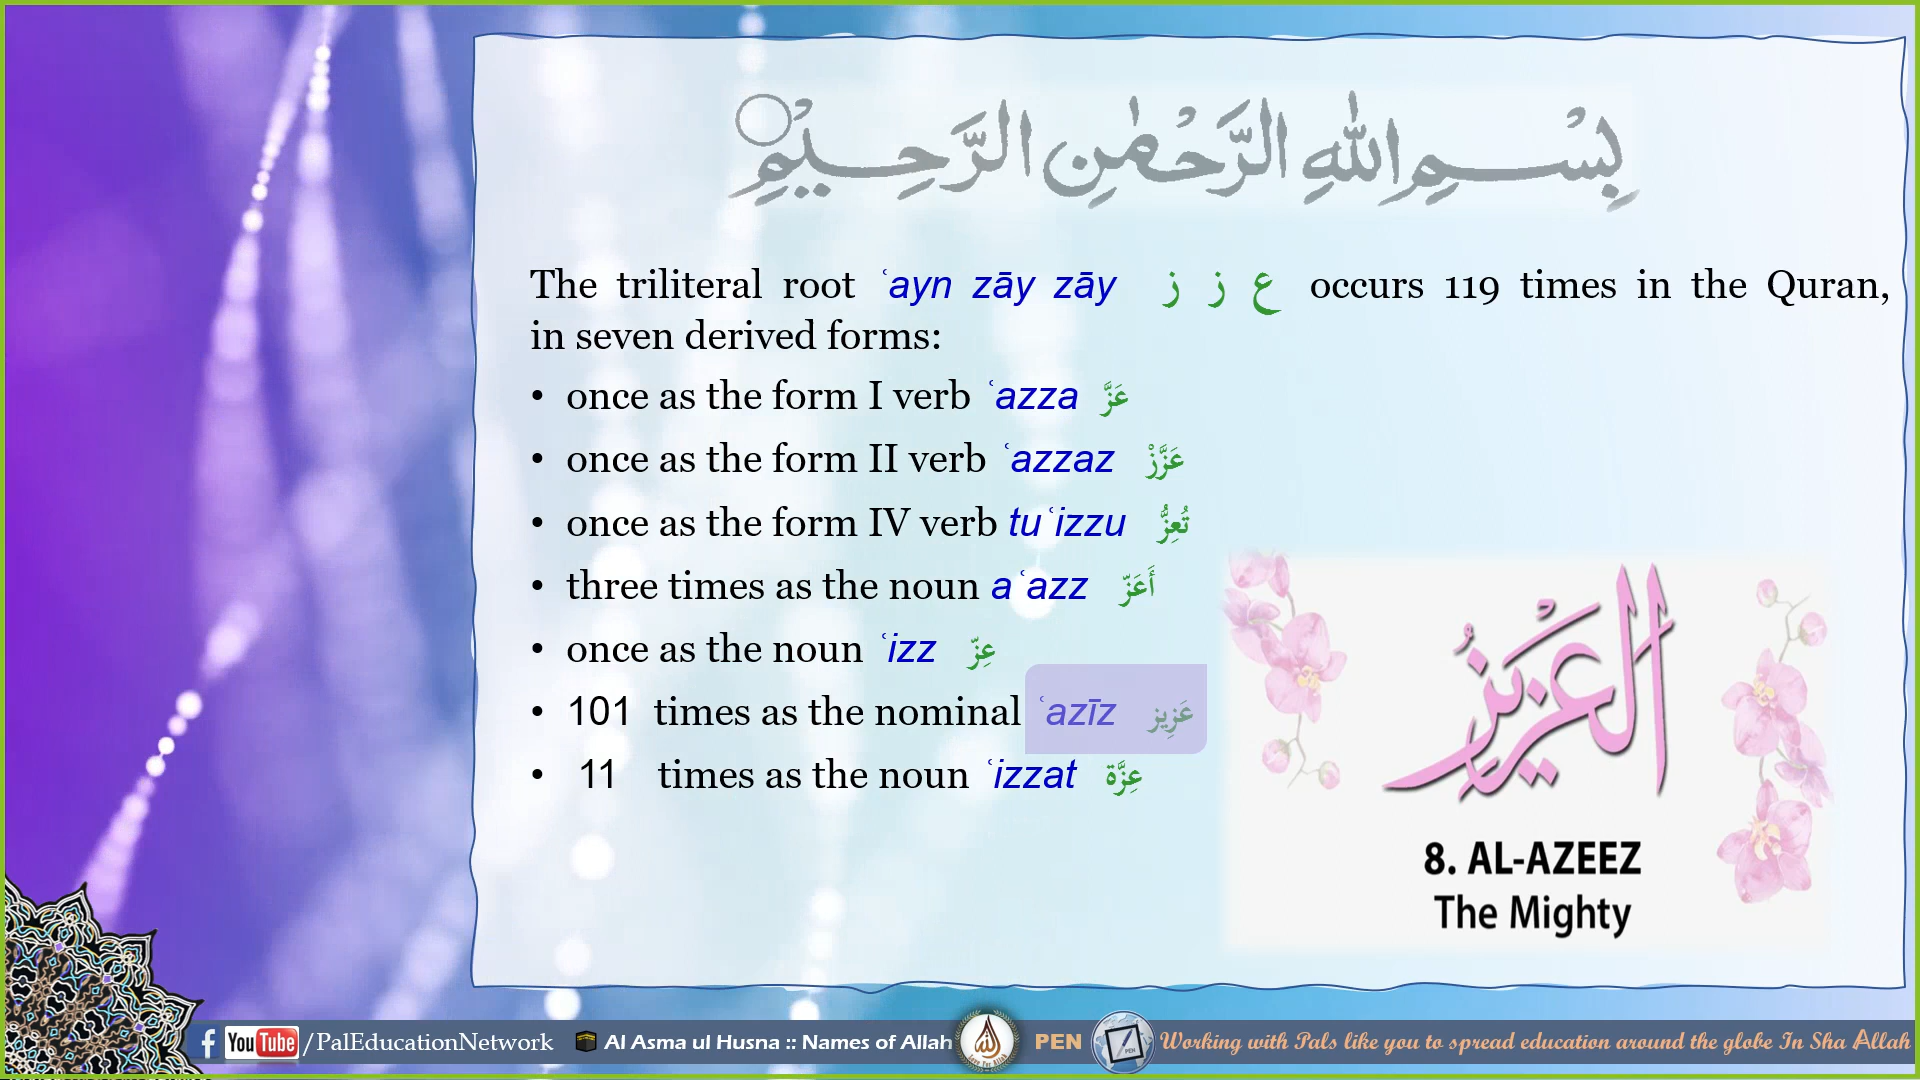 بِسْمِ اللهِ الرَّحْمٰنِ الرَّحِيْمِ
The triliteral root ʿayn zāy zāy ع ز ز occurs 119 times in the Quran,
in seven derived forms:
• once as the form I verb ʿazza عَزَّ
• once as the form II verb ʿazzaz عَزَّزْ
• once as the form IV verb tuʿizzu تُعِزُّ
• three times as the noun aʿazz أَعَزّ
• once as the noun ʿizz عِزّ
• 101 times as the nominal ʿazīz عَزِيز
• 11 times as the noun ʿizzat عِزَّة
العَزِيزُ
8. AL-AZEEZ
The Mighty
f YouTube /PalEducationNetwork Al Asma ul Husna :: Names of Allah PEN Working with Pals like you to spread education around the globe In Sha Allah